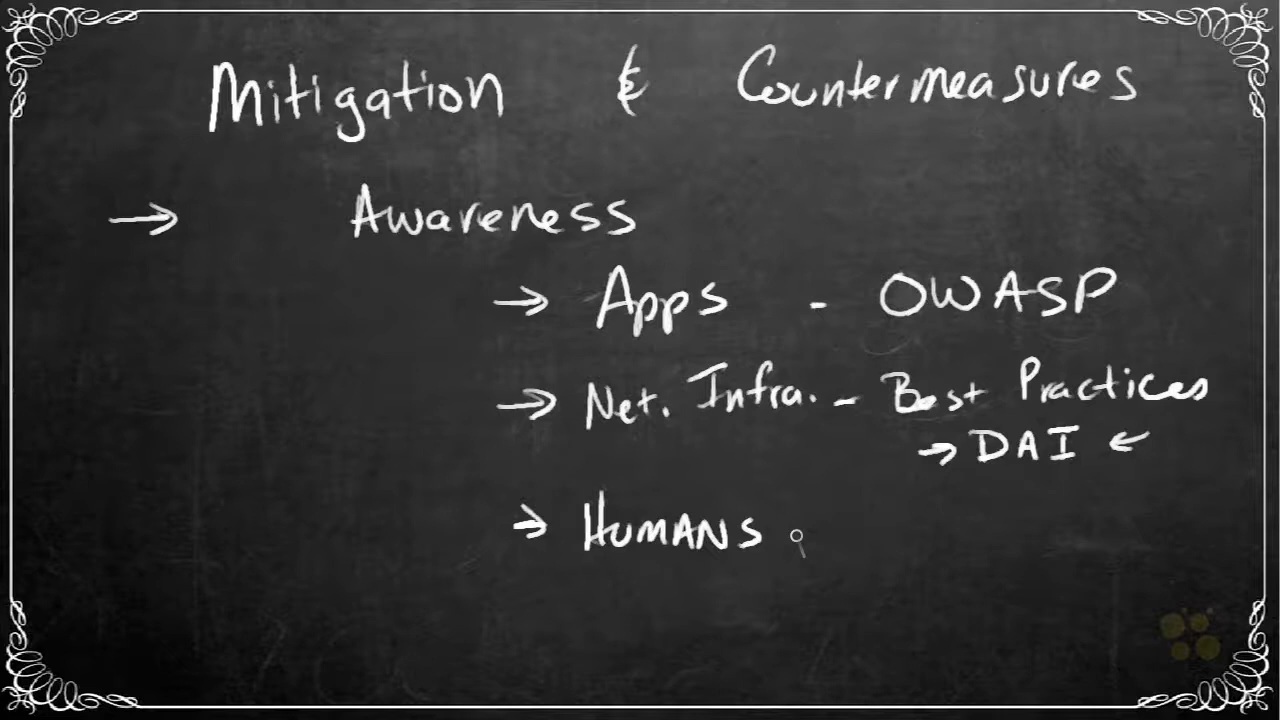 Mitigation & Countermeasures
→ Awareness
→ Apps - OWASP
→ Net. Infra. - Best Practices
→ DAI ←
→ HUMANS